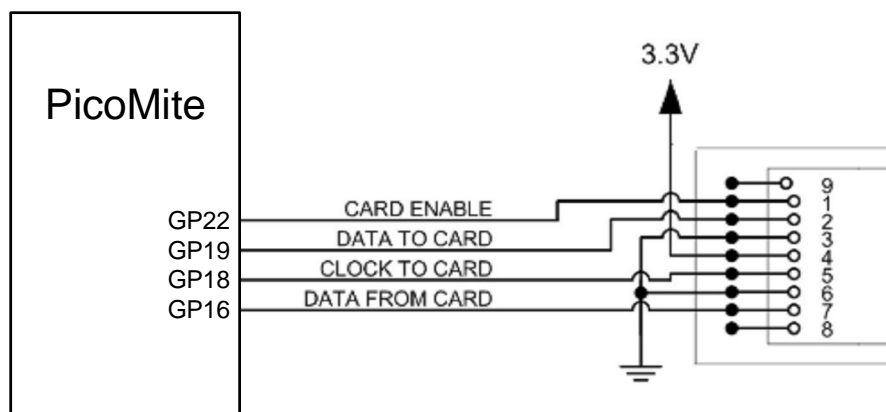 3.3V
PicoMite
9
GP22 CARD ENABLE 1
GP19 DATA TO CARD 2
3
4
GP18 CLOCK TO CARD 5
6
GP16 DATA FROM CARD 7
8